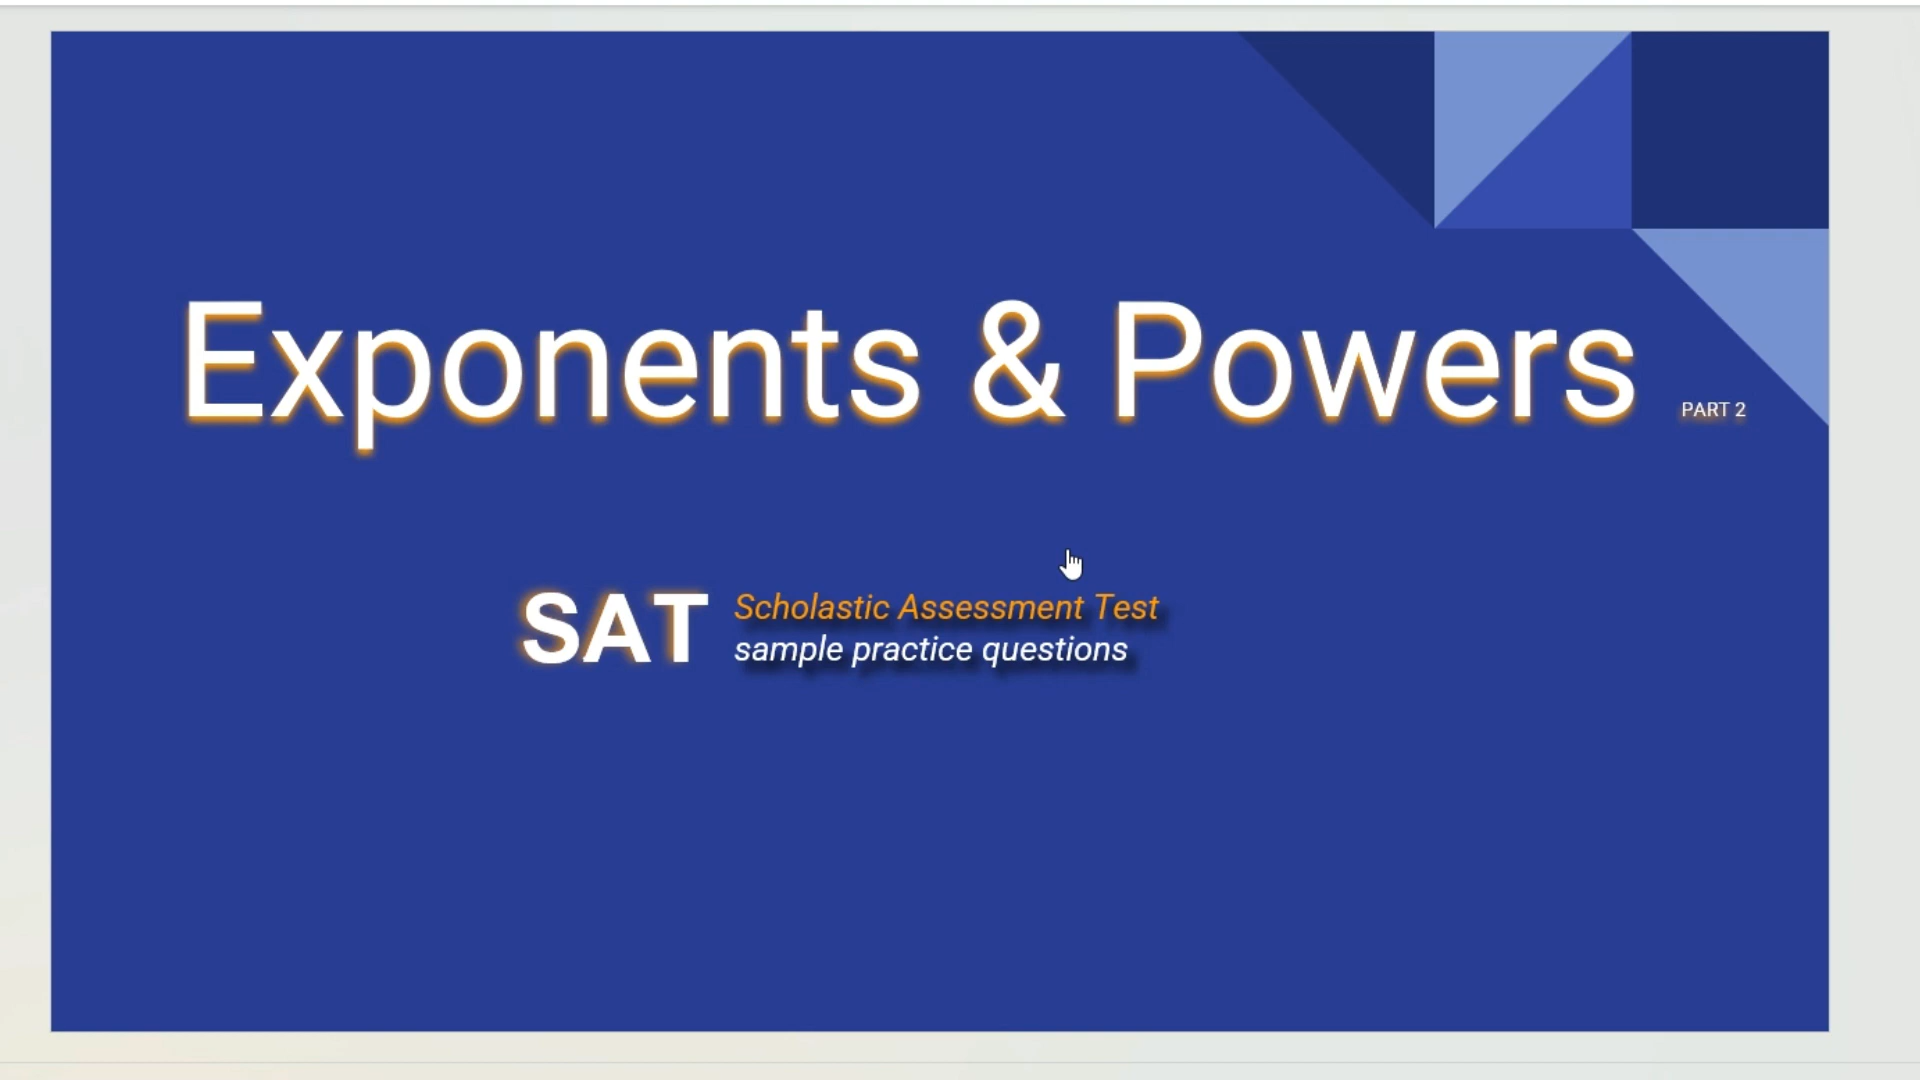 Exponents & Powers PART 2
SAT Scholastic Assessment Test
sample practice questions